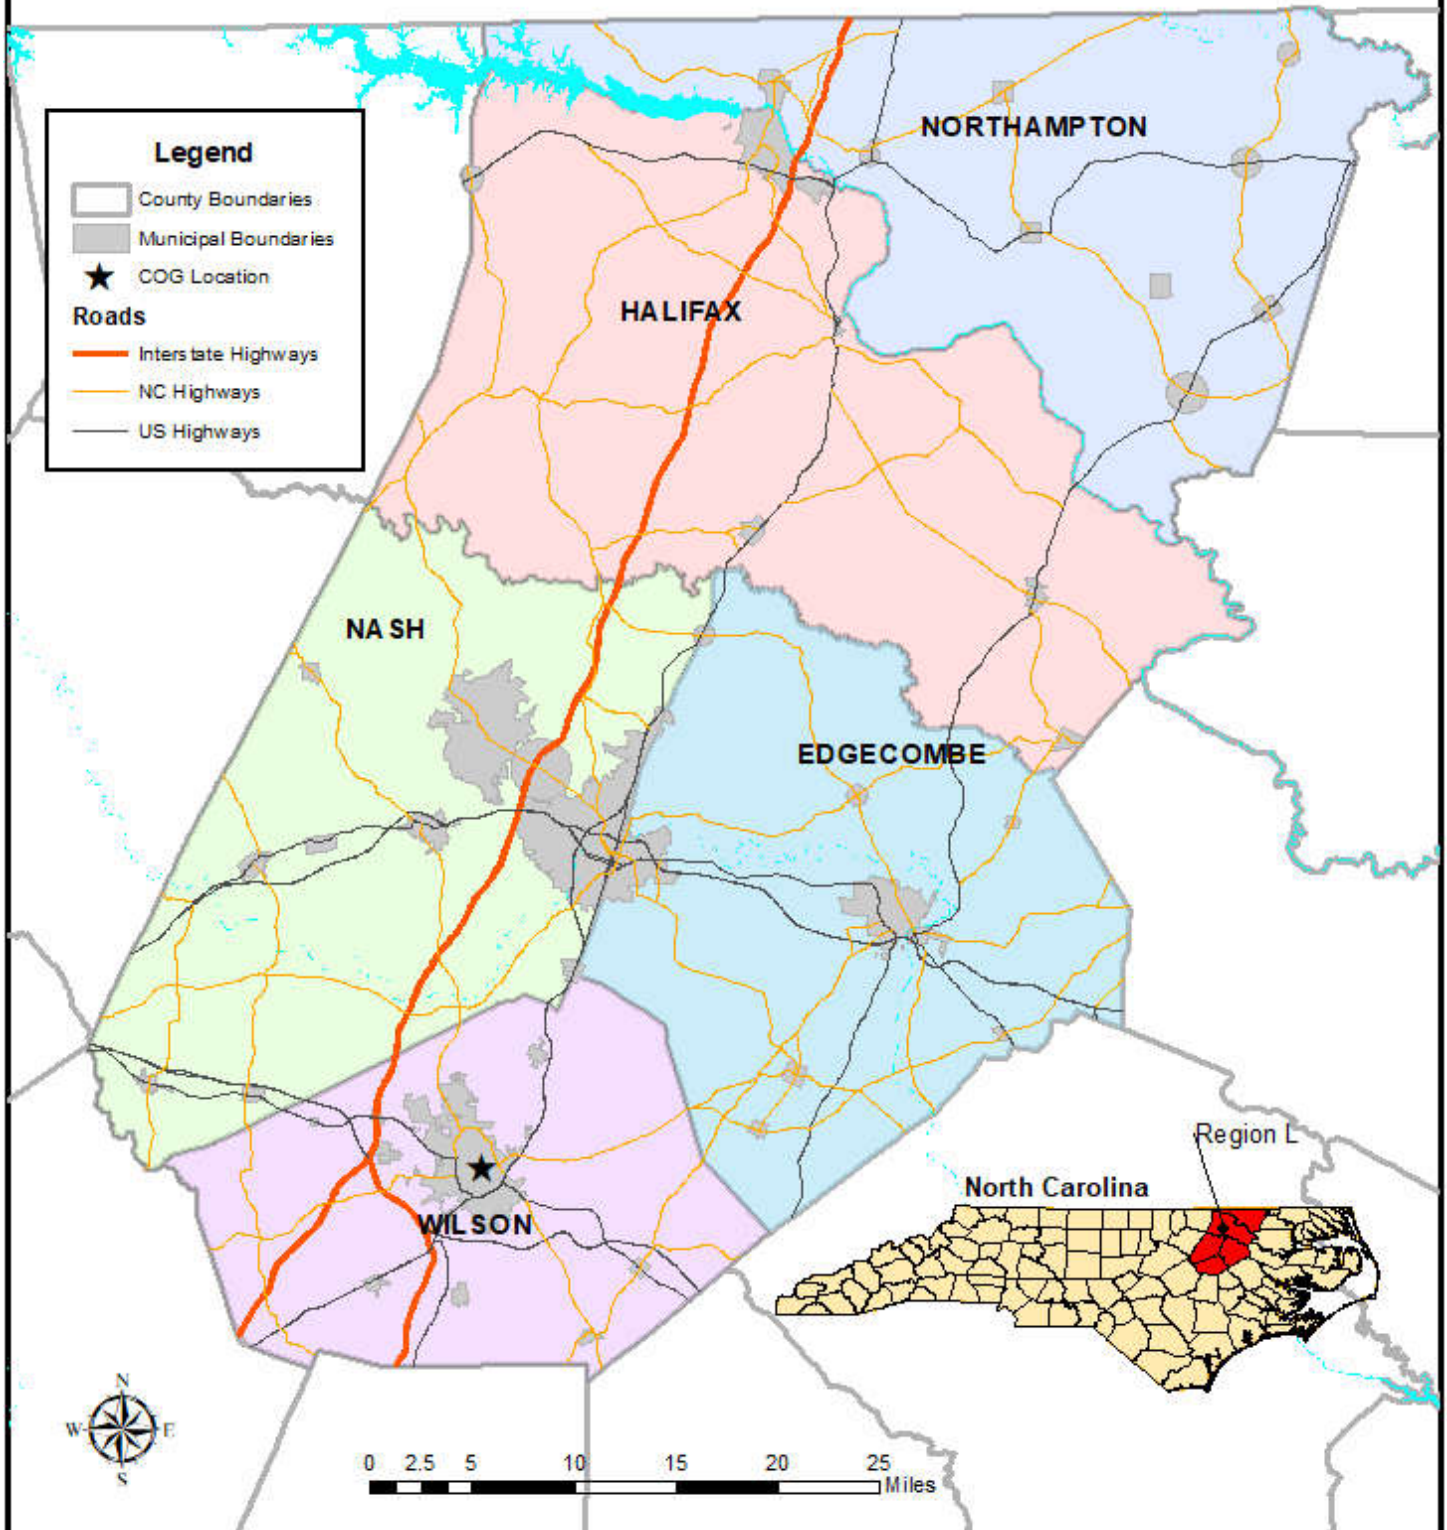 NORTHAMPTON
Legend
County Boundaries
Municipal Boundaries
COG Location
Roads
Interstate Highways
NC Highways
US Highways
HALIFAX
NASH
EDGECOMBE
WILSON
Region L
North Carolina
N
W E
S
0 2.5 5 10 15 20 25
Miles